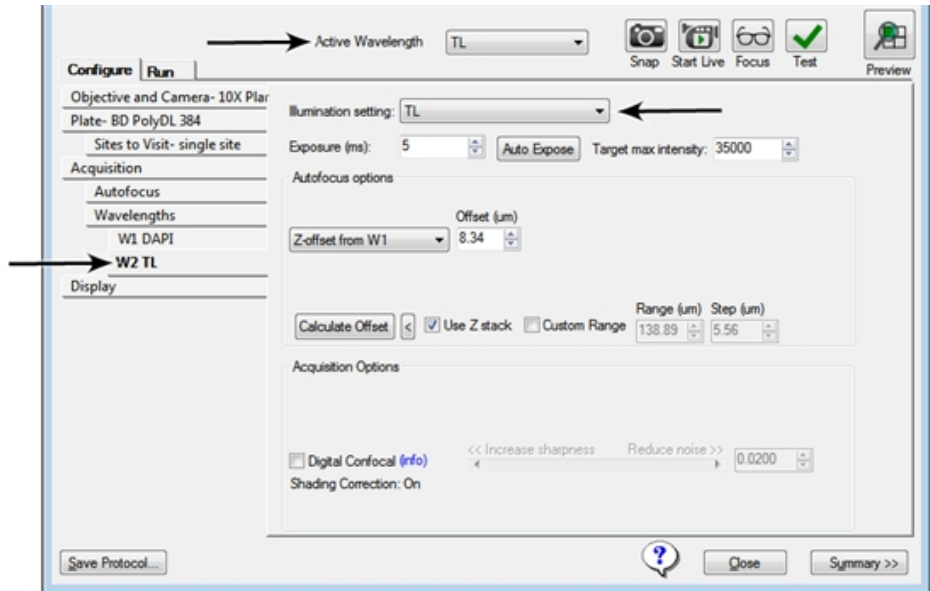 Active Wavelength TL
Snap Start Live Focus Test Preview
Configure Run
Objective and Camera- 10X Plar
Plate- BD PolyDL 384
Sites to Visit- single site
Acquisition
Autofocus
Wavelengths
W1 DAPI
W2 TL
Display
Illumination setting: TL
Exposure (ms): 5 Auto Expose Target max intensity: 35000
Autofocus options
Offset (um)
Z-offset from W1 8.34
Range (um) Step (um)
Calculate Offset < Use Z stack Custom Range 138.89 5.56
Acquisition Options
<< Increase sharpness Reduce noise >>
Digital Confocal (info) 0.0200
Shading Correction: On
Save Protocol... ? Close Summary >>